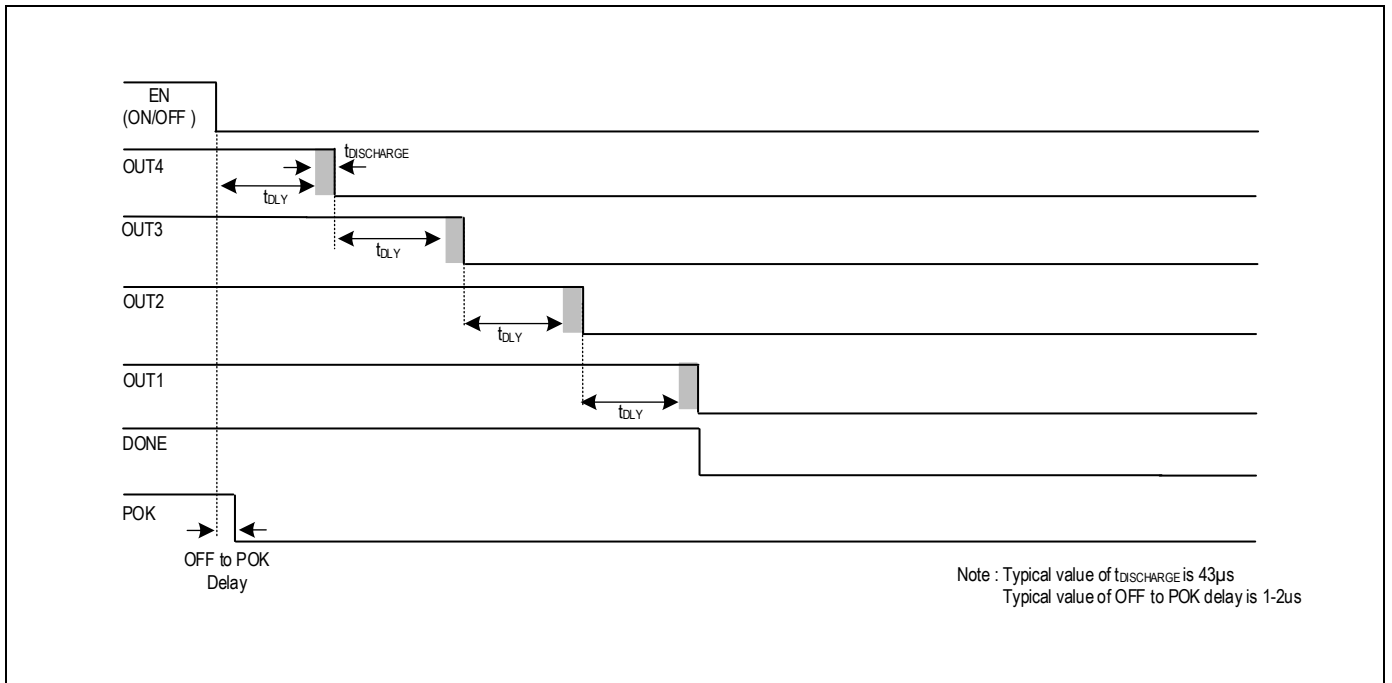 EN
(ON/OFF )
OUT4
tDISCHARGE
tDLY
OUT3
tDLY
OUT2
tDLY
OUT1
tDLY
DONE
POK
OFF to POK
Delay
Note : Typical value of tDISCHARGE is 43µs
Typical value of OFF to POK delay is 1-2us